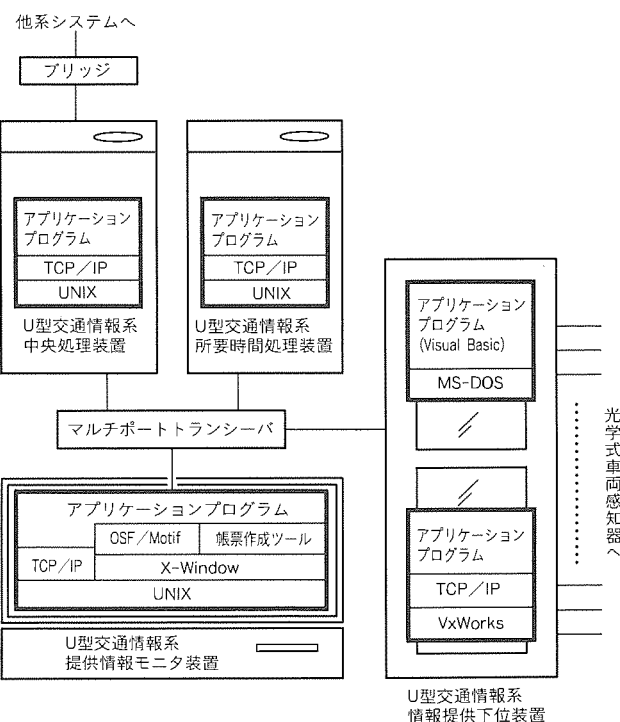 他系システムへ
ブリッジ
アプリケーション
プログラム
TCP／IP
UNIX
U型交通情報系
中央処理装置
アプリケーション
プログラム
TCP／IP
UNIX
U型交通情報系
所要時間処理装置
マルチポートトランシーバ
アプリケーションプログラム
OSF／Motif
帳票作成ツール
TCP／IP
X-Window
UNIX
U型交通情報系
提供情報モニタ装置
アプリケーション
プログラム
(Visual Basic)
MS-DOS
アプリケーション
プログラム
TCP／IP
VxWorks
U型交通情報系
情報提供下位装置
光学式車両感知器へ